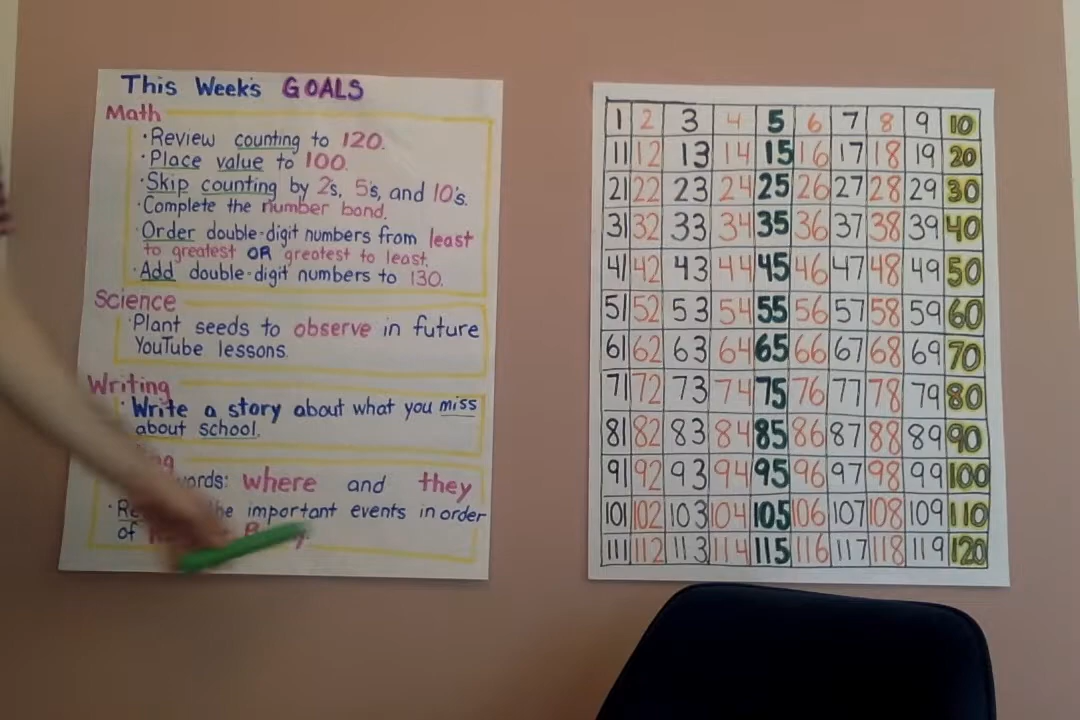 This Week's GOALS
Math
·Review counting to 120.
·Place value to 100.
·Skip counting by 2's, 5's, and 10's.
·Complete the number bond.
·Order double-digit numbers from least
to greatest OR greatest to least.
·Add double-digit numbers to 130.
Science
·Plant seeds to observe in future
YouTube lessons.
Writing
·Write a story about what you miss
about school.
where and they
important events in order
of
1 2 3 4 5 6 7 8 9 10
11 12 13 14 15 16 17 18 19 20
21 22 23 24 25 26 27 28 29 30
31 32 33 34 35 36 37 38 39 40
41 42 43 44 45 46 47 48 49 50
51 52 53 54 55 56 57 58 59 60
61 62 63 64 65 66 67 68 69 70
71 72 73 74 75 76 77 78 79 80
81 82 83 84 85 86 87 88 89 90
91 92 93 94 95 96 97 98 99 100
101 102 103 104 105 106 107 108 109 110
111 112 113 114 115 116 117 118 119 120